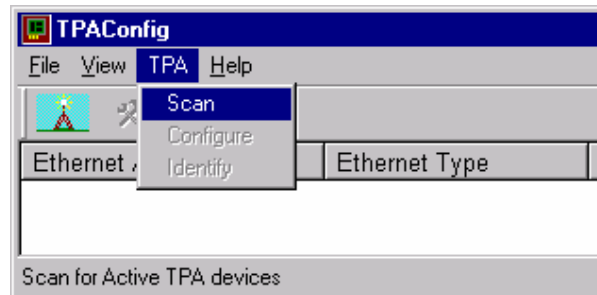 TPAConfig
File View TPA Help
Scan
Configure
Identify
Ethernet Ethernet Type
Scan for Active TPA devices